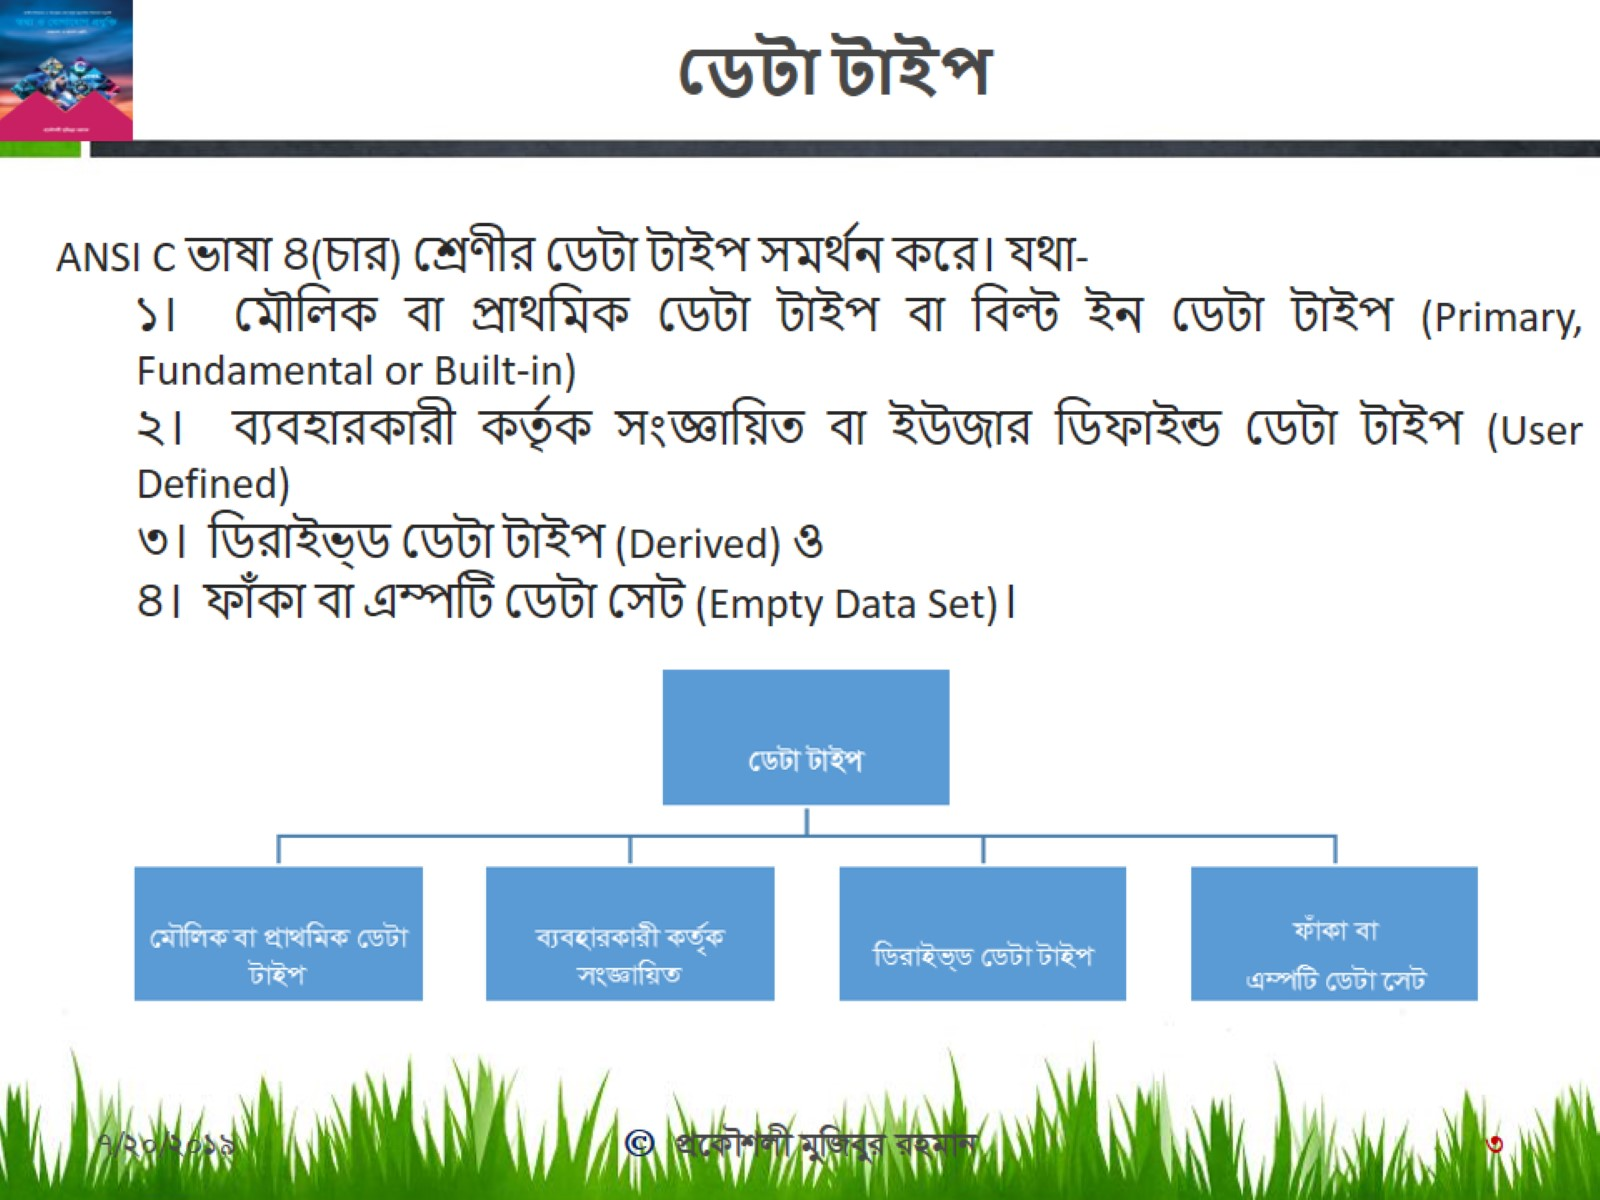 ডেটা টাইপ
ANSI C ভাষা ৪(চার) শ্রেণীর ডেটা টাইপ সমর্থন করে। যথা-
১। মৌলিক বা প্রাথমিক ডেটা টাইপ বা বিল্ট ইন ডেটা টাইপ (Primary,
Fundamental or Built-in)
২। ব্যবহারকারী কর্তৃক সংজ্ঞায়িত বা ইউজার ডিফাইন্ড ডেটা টাইপ (User
Defined)
৩। ডিরাইভ্ড ডেটা টাইপ (Derived) ও
৪। ফাঁকা বা এম্পটি ডেটা সেট (Empty Data Set)।
ডেটা টাইপ
মৌলিক বা প্রাথমিক ডেটা
টাইপ
ব্যবহারকারী কর্তৃক
সংজ্ঞায়িত
ডিরাইভ্ড ডেটা টাইপ
ফাঁকা বা
এম্পটি ডেটা সেট
৭/২০/২০১৯
© প্রকৌশলী মুজিবুর রহমান
৩